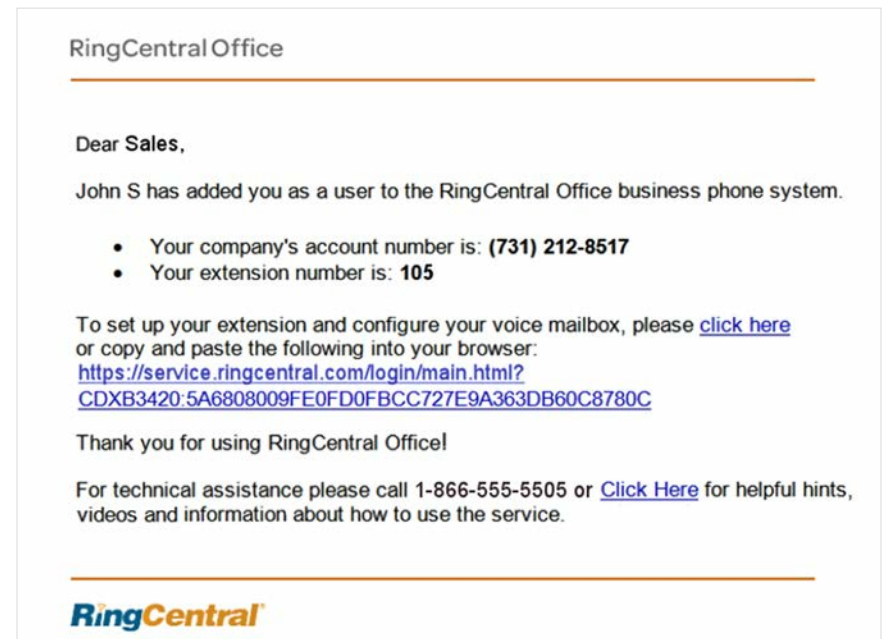 RingCentral Office
Dear Sales,
John S has added you as a user to the RingCentral Office business phone system.
• Your company's account number is: (731) 212-8517
• Your extension number is: 105
To set up your extension and configure your voice mailbox, please click here
or copy and paste the following into your browser:
https://service.ringcentral.com/login/main.html?
CDXB3420:5A6808009FE0FD0FBCC727E9A363DB60C8780C
Thank you for using RingCentral Office!
For technical assistance please call 1-866-555-5505 or Click Here for helpful hints,
videos and information about how to use the service.
RingCentral